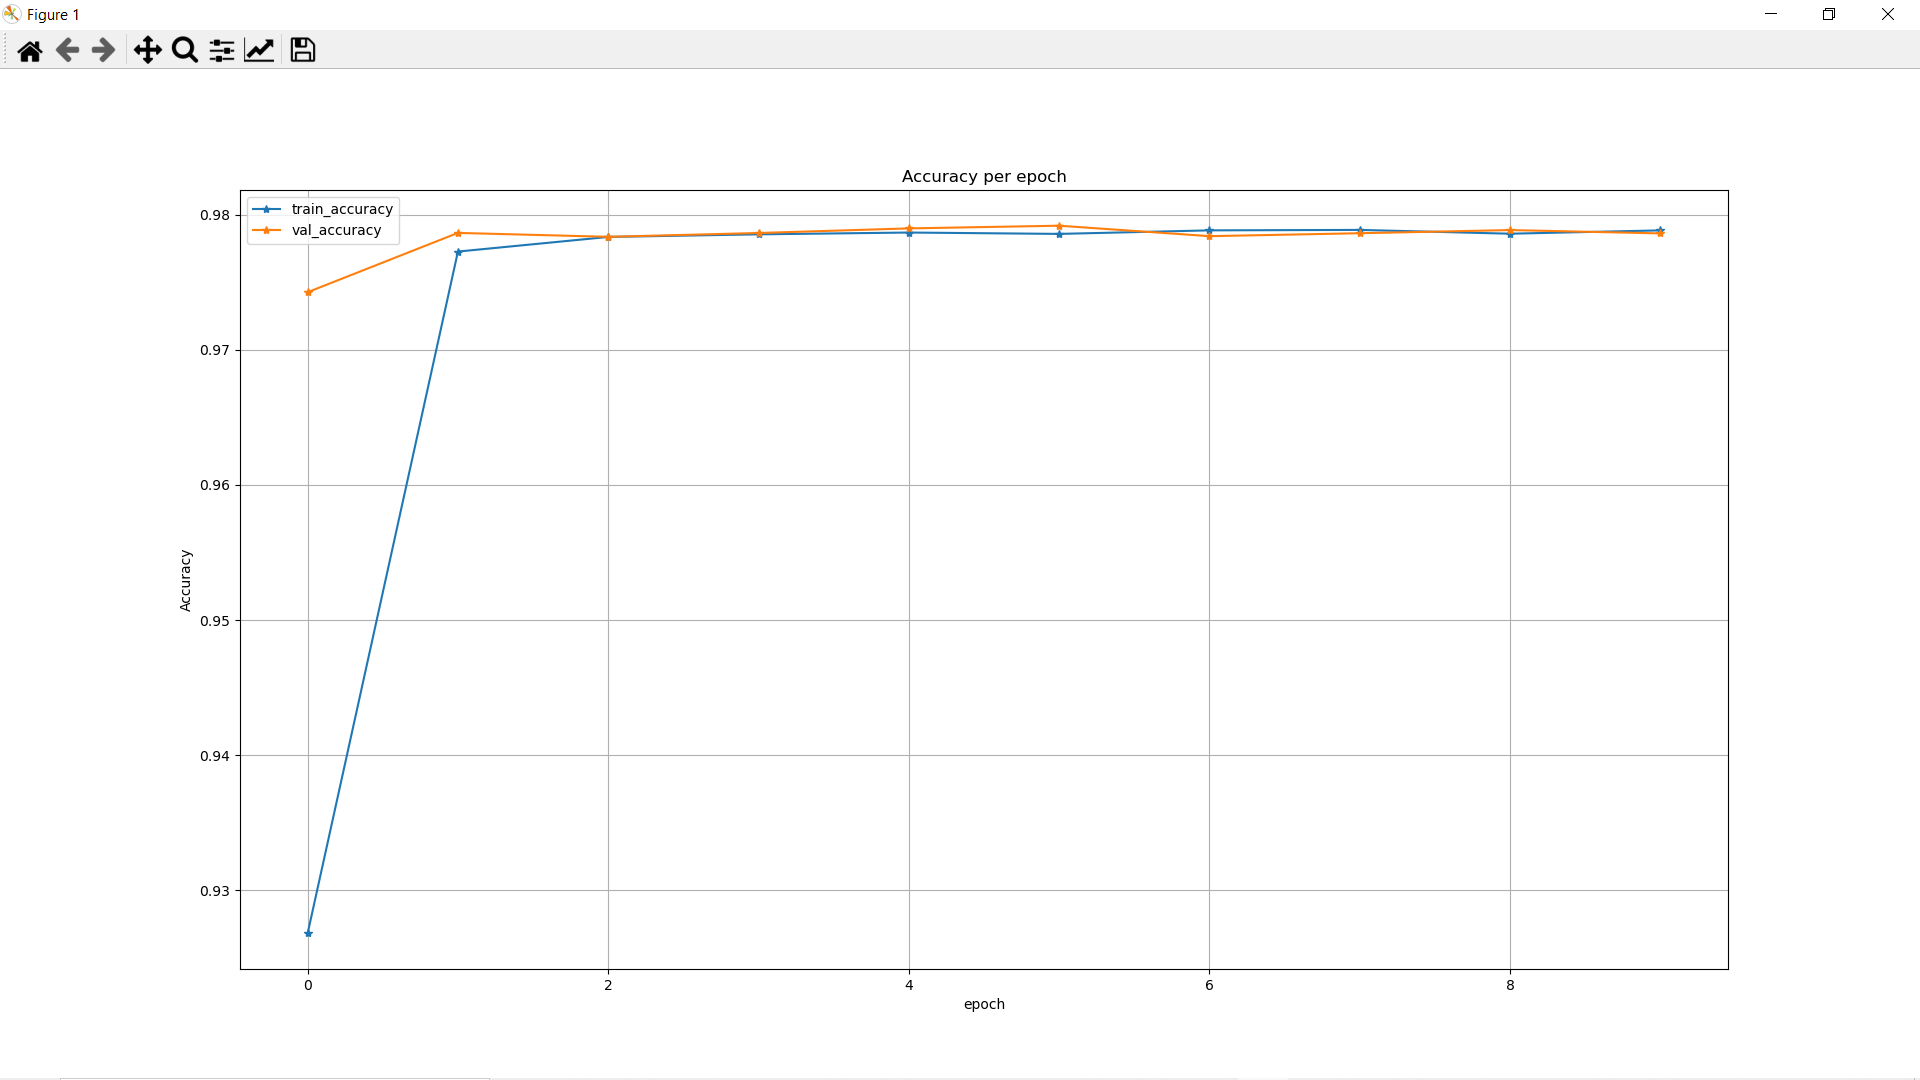 Figure 1
Accuracy per epoch
train_accuracy
val_accuracy
0.98
0.97
0.96
0.95
0.94
0.93
Accuracy
0 2 4 6 8
epoch